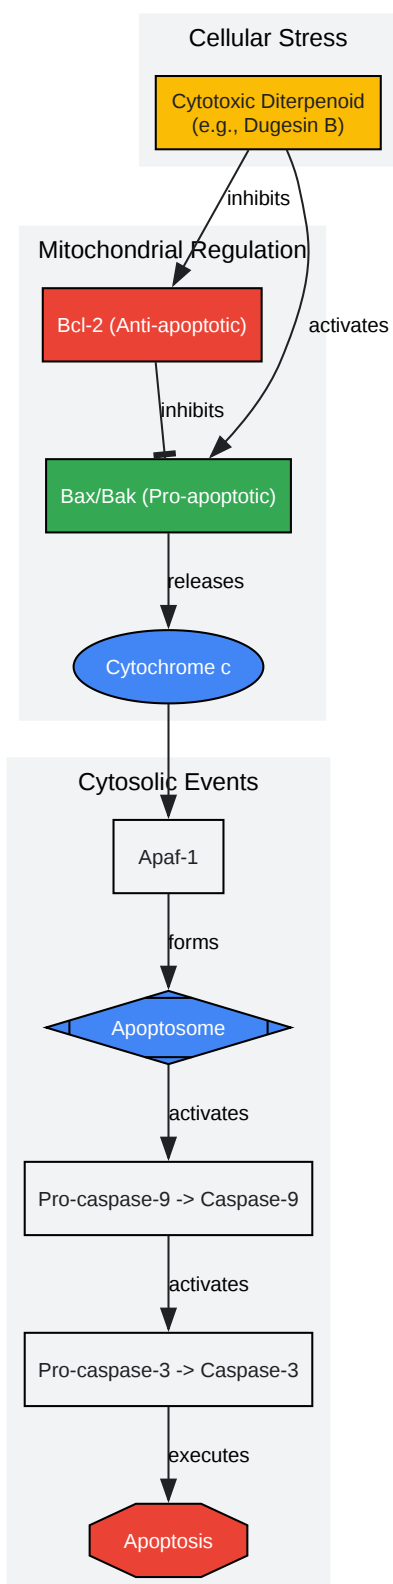 Cellular Stress
Cytotoxic Diterpenoid
(e.g., Dugesin B)
inhibits
Mitochondrial Regulation
Bcl-2 (Anti-apoptotic)
activates
inhibits
Bax/Bak (Pro-apoptotic)
releases
Cytochrome c
Cytosolic Events
Apaf-1
forms
Apoptosome
activates
Pro-caspase-9 -> Caspase-9
activates
Pro-caspase-3 -> Caspase-3
executes
Apoptosis